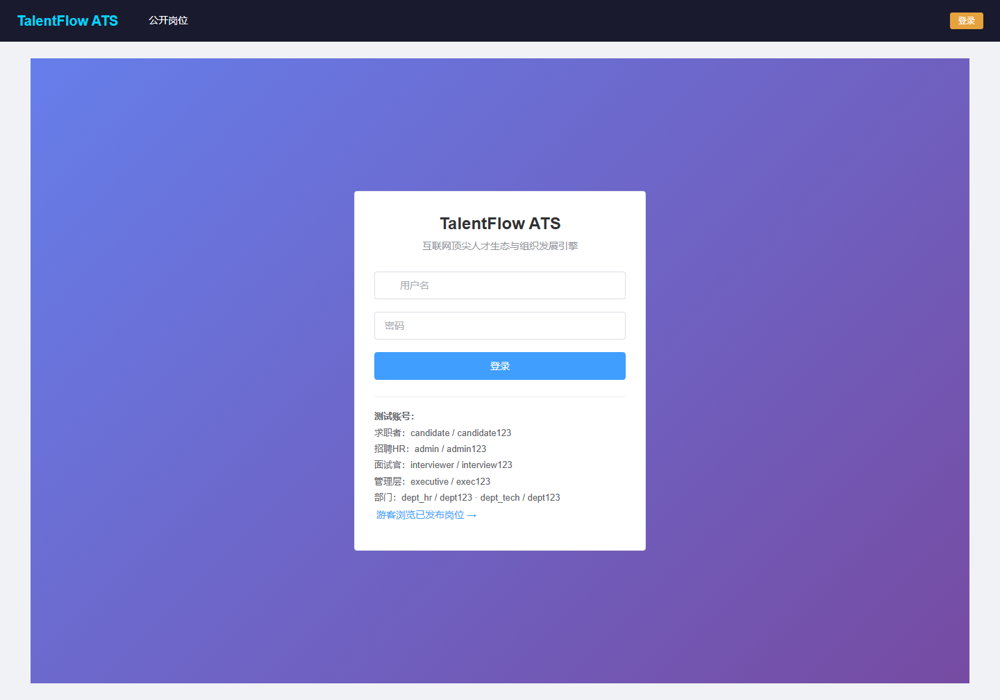 TalentFlow ATS
公开岗位
登录
TalentFlow ATS
互联网顶尖人才生态与组织发展引擎
用户名
密码
登录
测试账号：
求职者：candidate / candidate123
招聘HR：admin / admin123
面试官：interviewer / interview123
管理层：executive / exec123
部门：dept_hr / dept123 · dept_tech / dept123
游客浏览已发布岗位 →